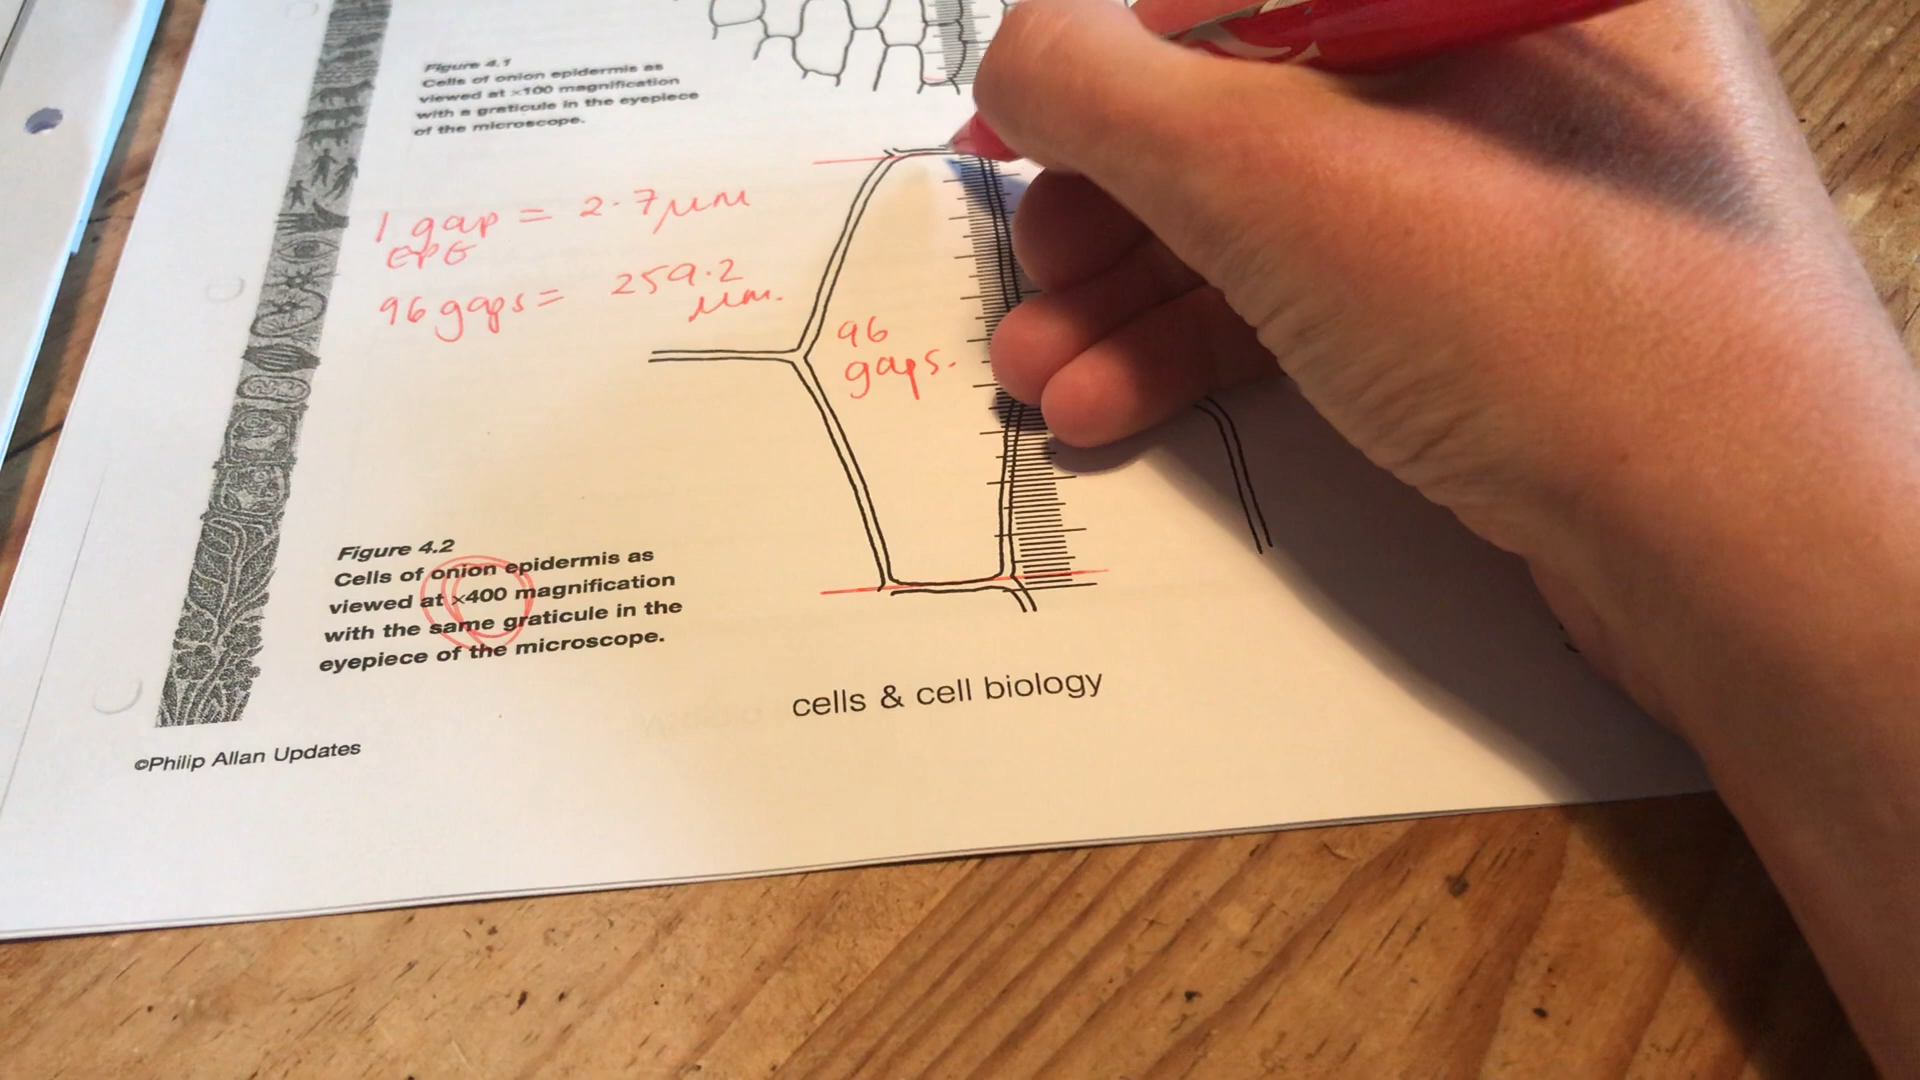 Figure 4.1
Cells of onion epidermis as
viewed at ×100 magnification
with a graticule in the eyepiece
of the microscope.
1 gap = 2.7µm
EPG
96 gaps = 259.2
µm.
96
gaps.
Figure 4.2
Cells of onion epidermis as
viewed at ×400 magnification
with the same graticule in the
eyepiece of the microscope.
cells & cell biology
©Philip Allan Updates